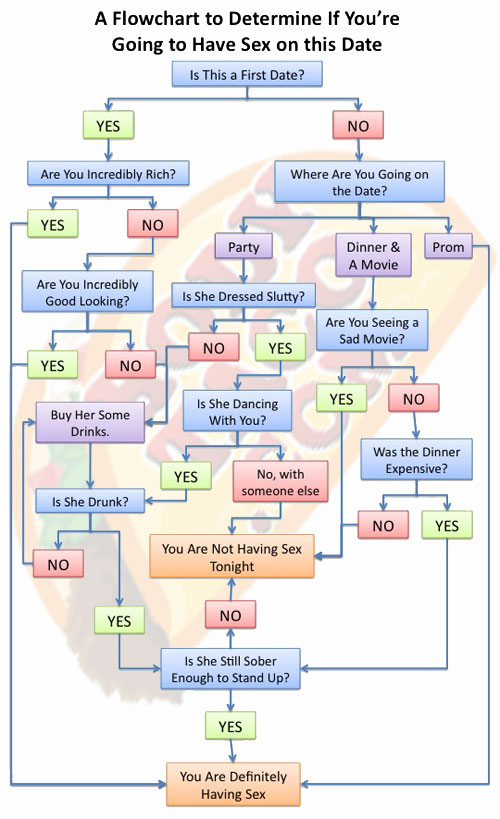 A Flowchart to Determine If You're
Going to Have Sex on this Date
Is This a First Date?
YES
NO
Are You Incredibly Rich?
Where Are You Going on
the Date?
YES
NO
Party
Dinner &
A Movie
Prom
Are You Incredibly
Good Looking?
Is She Dressed Slutty?
Are You Seeing a
Sad Movie?
YES
NO
NO
YES
YES
NO
Buy Her Some
Drinks.
Is She Dancing
With You?
Was the Dinner
Expensive?
YES
No, with
someone else
Is She Drunk?
NO
YES
NO
You Are Not Having Sex
Tonight
YES
NO
Is She Still Sober
Enough to Stand Up?
YES
You Are Definitely
Having Sex